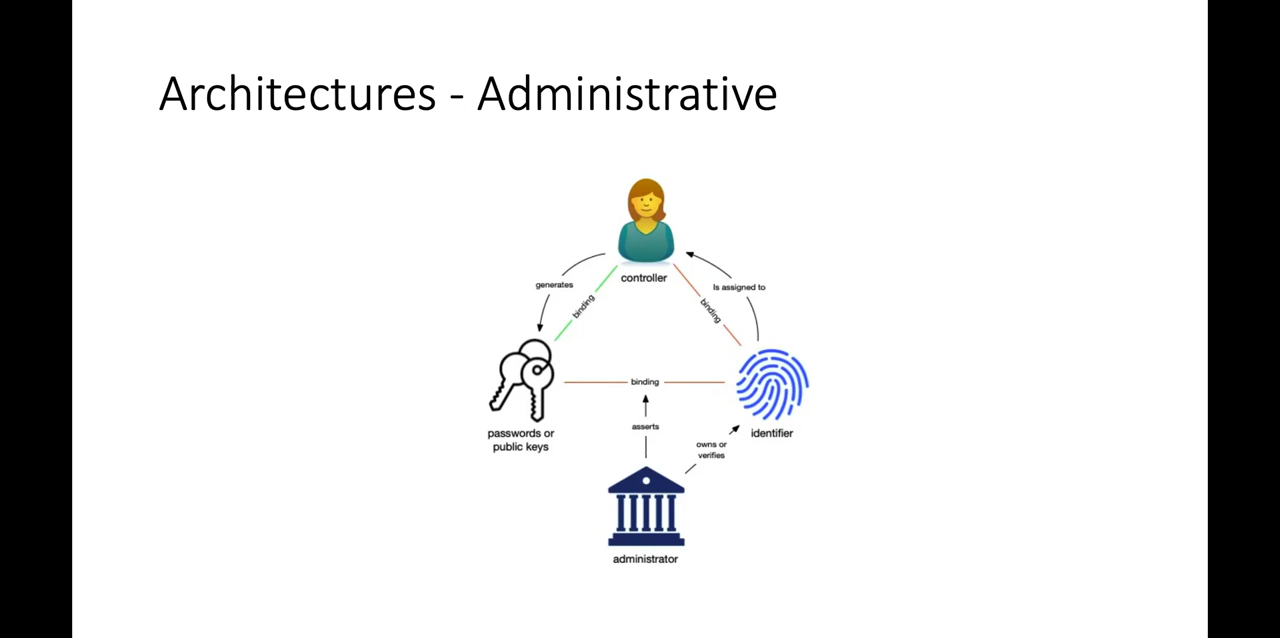 Architectures - Administrative
controller
generates
Is assigned to
binding
binding
binding
passwords or
public keys
identifier
asserts
owns or
verifies
administrator